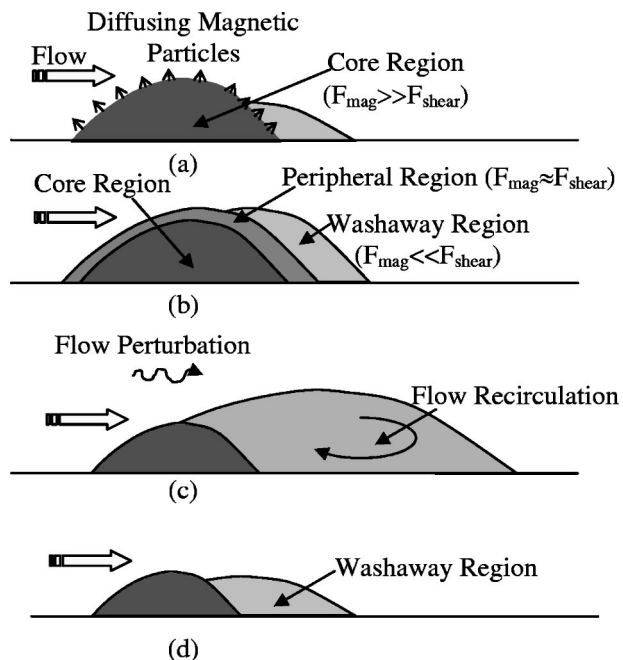 Diffusing Magnetic
Particles
Flow
Core Region
(Fmag>>Fshear)
(a)
Core Region
Peripheral Region (Fmag≈Fshear)
Washaway Region
(Fmag<<Fshear)
(b)
Flow Perturbation
Flow Recirculation
(c)
Washaway Region
(d)